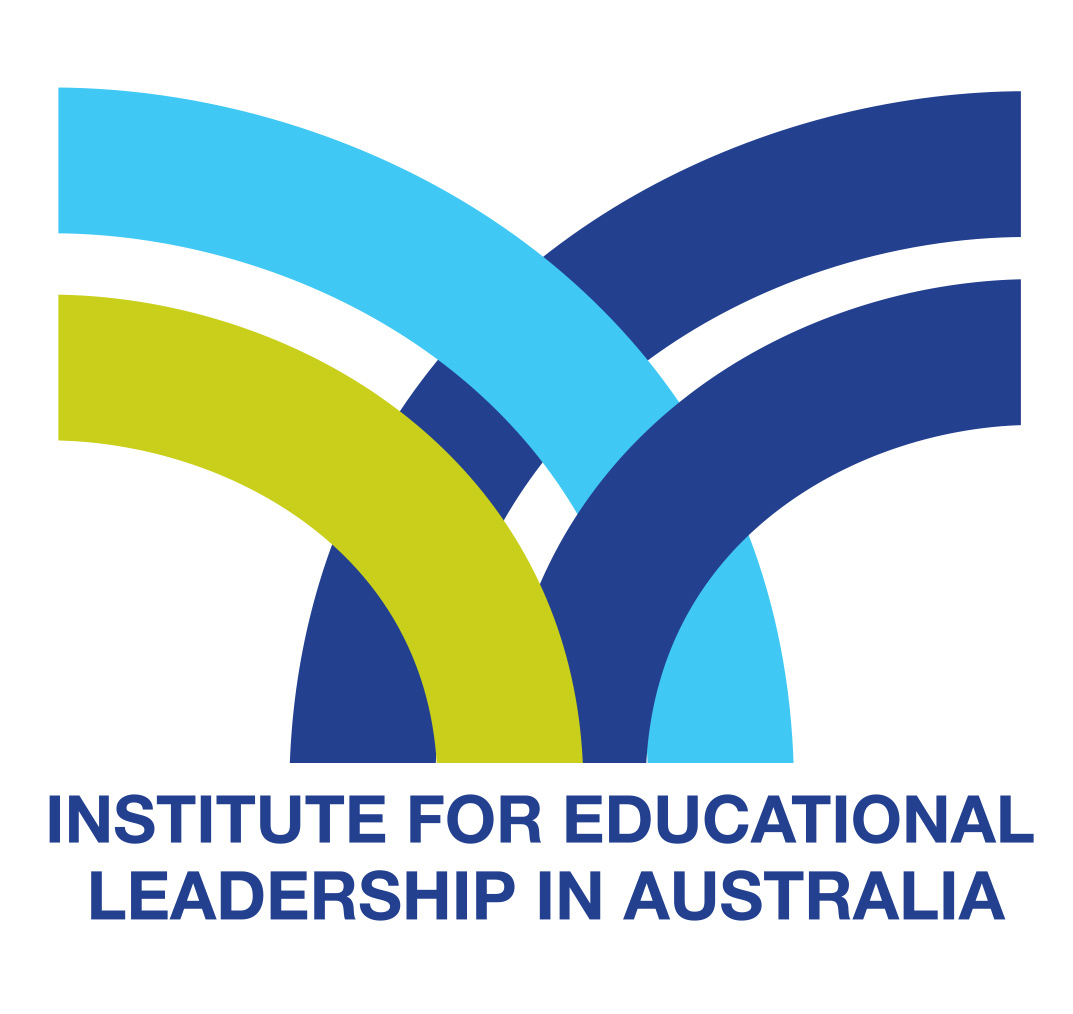 INSTITUTE FOR EDUCATIONAL
LEADERSHIP IN AUSTRALIA